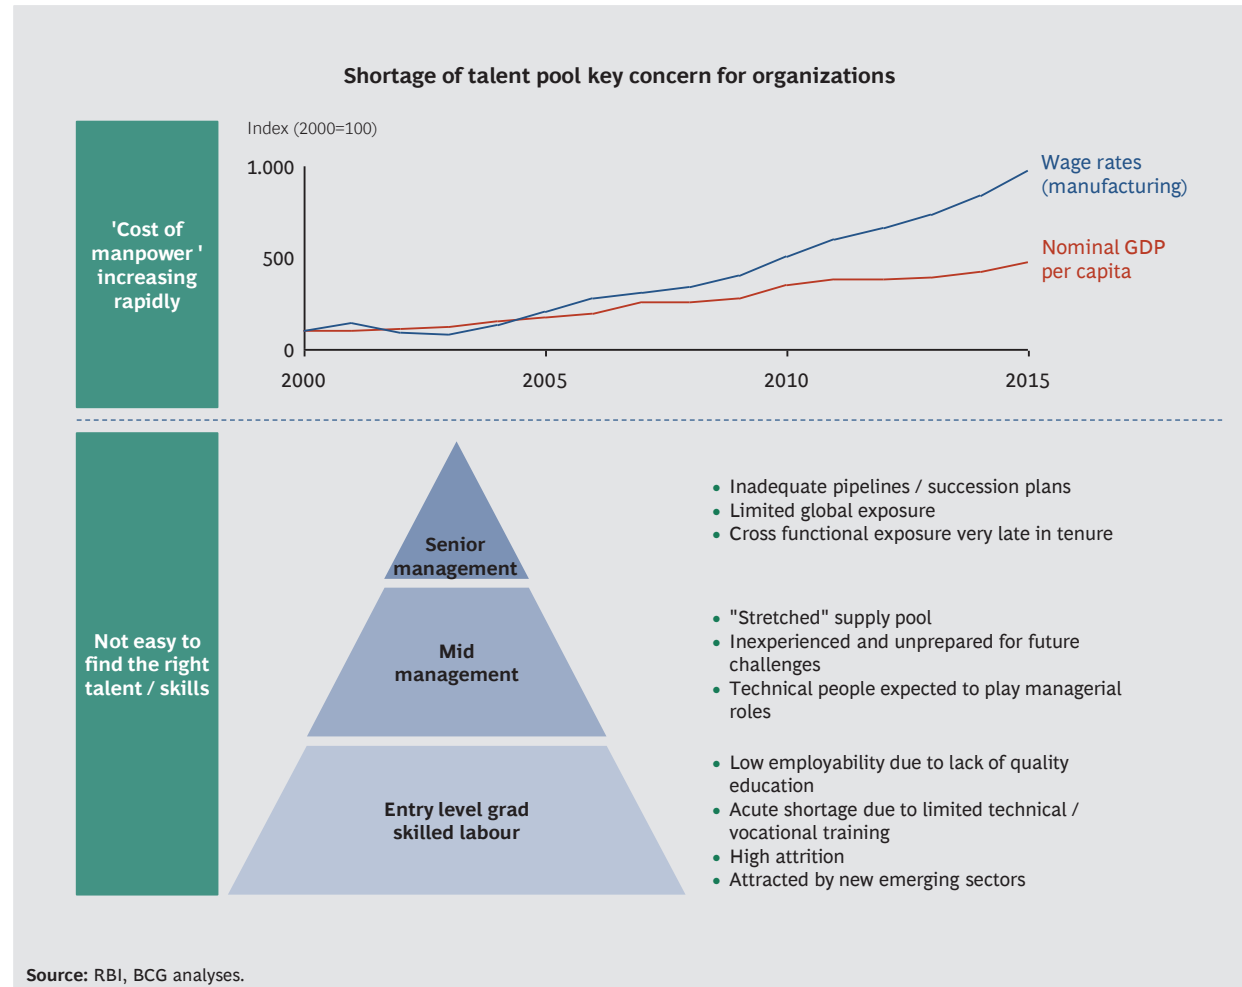 Shortage of talent pool key concern for organizations
'Cost of
manpower '
increasing
rapidly
Index (2000=100)
1.000
500
0
2000
2005
2010
2015
Wage rates
(manufacturing)
Nominal GDP
per capita
Not easy to
find the right
talent / skills
Senior
management
• Inadequate pipelines / succession plans
• Limited global exposure
• Cross functional exposure very late in tenure
Mid
management
• "Stretched" supply pool
• Inexperienced and unprepared for future
challenges
• Technical people expected to play managerial
roles
Entry level grad
skilled labour
• Low employability due to lack of quality
education
• Acute shortage due to limited technical /
vocational training
• High attrition
• Attracted by new emerging sectors
Source: RBI, BCG analyses.